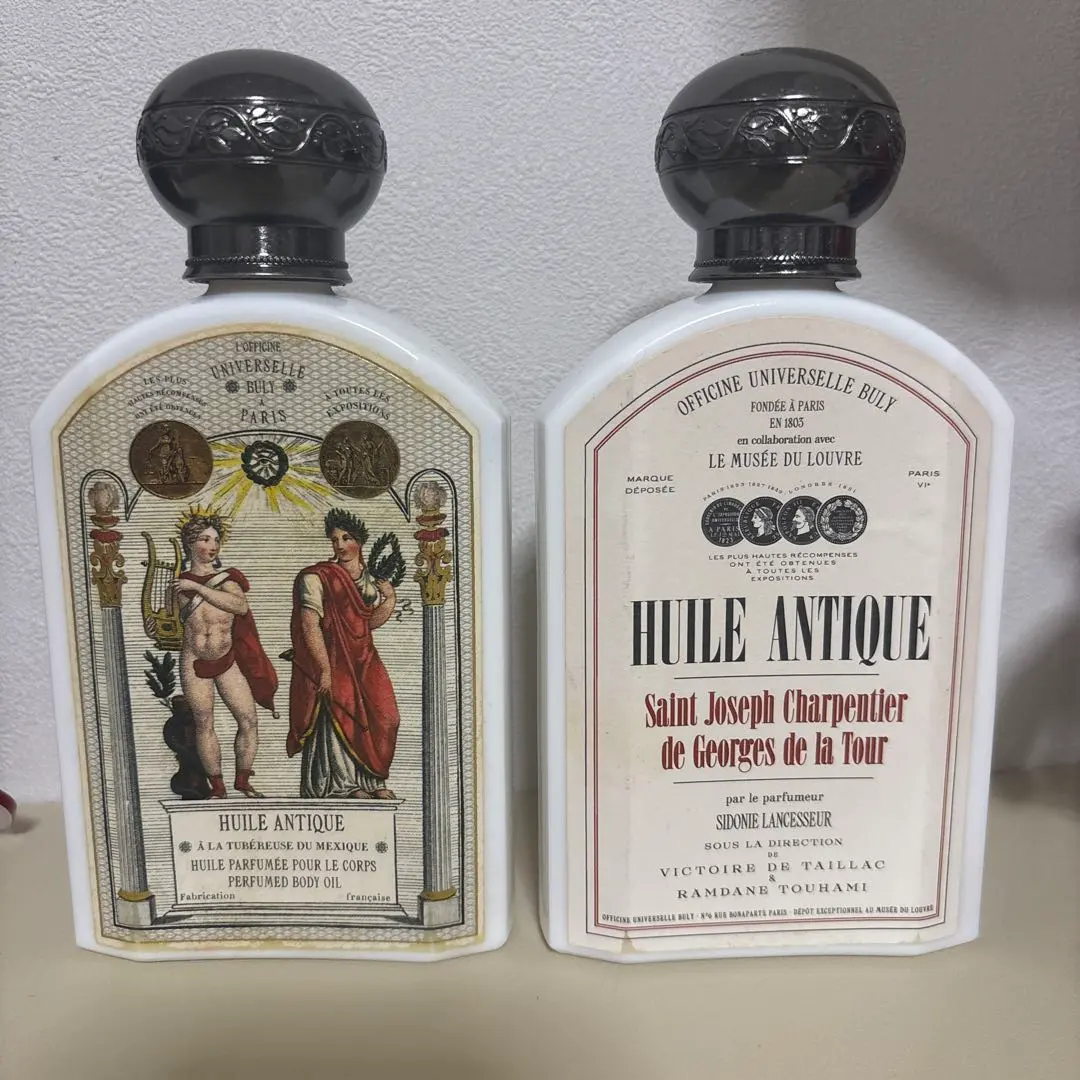 L'OFFICINE
UNIVERSELLE
BULY
A
PARIS
LES PLUS
HAUTES RÉCOMPENSES
ONT ÉTÉ OBTENUES
A TOUTES LES
EXPOSITIONS
HUILE ANTIQUE
À LA TUBÉREUSE DU MEXIQUE
HUILE PARFUMÉE POUR LE CORPS
PERFUMED BODY OIL
Fabrication française
OFFICINE UNIVERSELLE BULY
FONDÉE À PARIS
EN 1803
en collaboration avec
LE MUSÉE DU LOUVRE
MARQUE
DÉPOSÉE
PARIS
VIe
LES PLUS HAUTES RÉCOMPENSES
ONT ÉTÉ OBTENUES
À TOUTES LES
EXPOSITIONS
HUILE ANTIQUE
Saint Joseph Charpentier
de Georges de la Tour
par le parfumeur
SIDONIE LANCESSEUR
SOUS LA DIRECTION
DE
VICTOIRE DE TAILLAC
&
RAMDANE TOUHAMI
OFFICINE UNIVERSELLE BULY - N°6 RUE BONAPARTE PARIS - DÉPÔT EXCEPTIONNEL AU MUSÉE DU LOUVRE